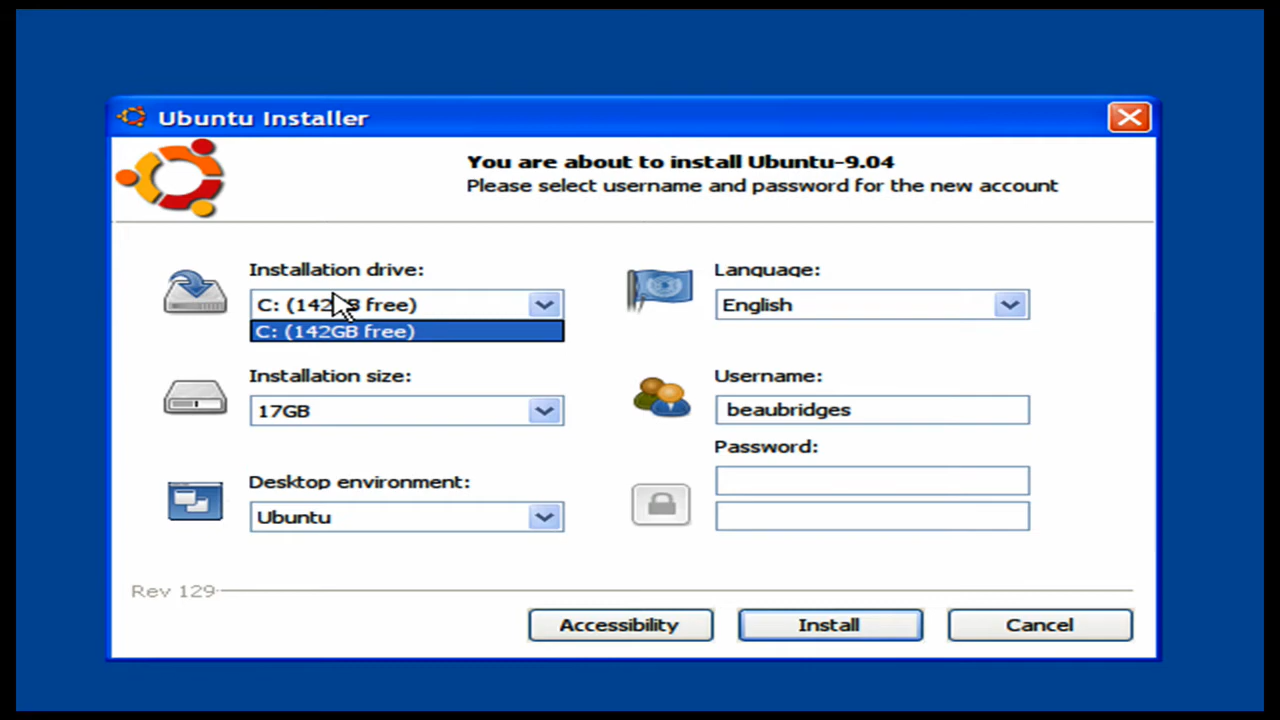 Ubuntu Installer
You are about to install Ubuntu-9.04
Please select username and password for the new account
Installation drive:
C: (142GB free)
C: (142GB free)
Installation size:
17GB
Desktop environment:
Ubuntu
Language:
English
Username:
beaubridges
Password:
Rev 129
Accessibility
Install
Cancel